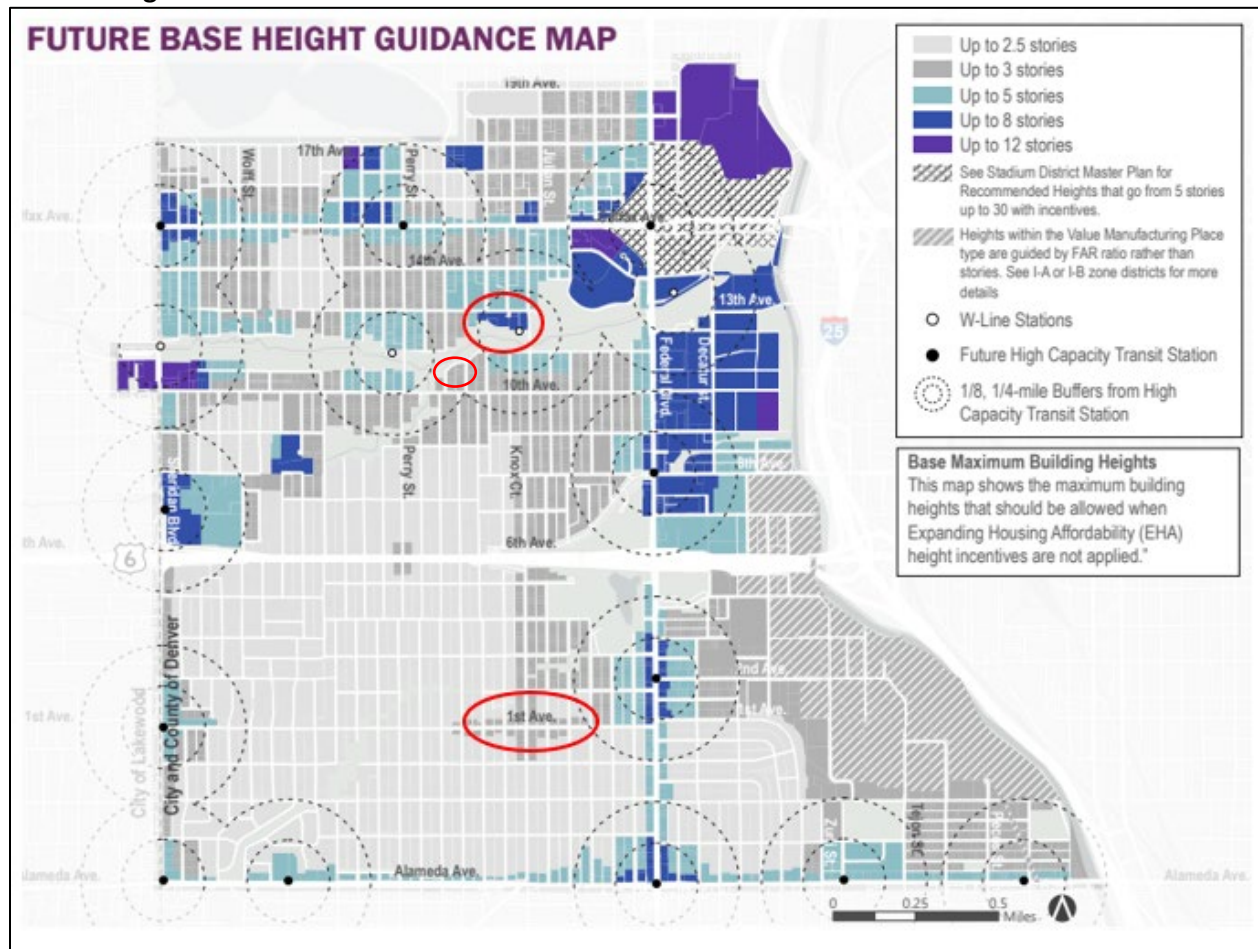 FUTURE BASE HEIGHT GUIDANCE MAP
Up to 2.5 stories
Up to 3 stories
Up to 5 stories
Up to 8 stories
Up to 12 stories
See Stadium District Master Plan for
Recommended Heights that go from 5 stories
up to 30 with incentives.
Heights within the Value Manufacturing Place
type are guided by FAR ratio rather than
stories. See I-A or I-B zone districts for more
details
W-Line Stations
Future High Capacity Transit Station
1/8, 1/4-mile Buffers from High
Capacity Transit Station
Base Maximum Building Heights
This map shows the maximum building
heights that should be allowed when
Expanding Housing Affordability (EHA)
height incentives are not applied."
19th Ave.
17th Ave.
Wolff St.
Perry St.
14th Ave.
13th Ave.
25
10th Ave.
Federal Blvd.
Decatur St.
Perry St.
Knox Ct.
Sheridan Blvd.
6th Ave.
6
City of Lakewood
City and County of Denver
2nd Ave.
1st Ave.
1st Ave.
Alameda Ave.
Alameda Ave.
0 0.25 0.5
Miles